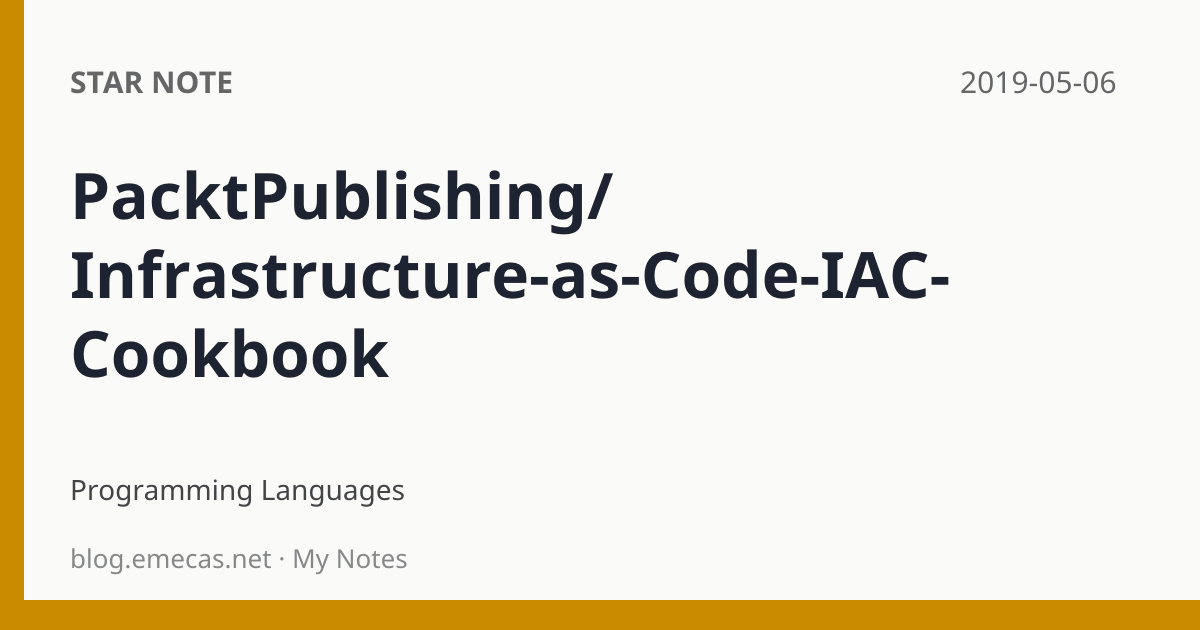 STAR NOTE
2019-05-06
PacktPublishing/
Infrastructure-as-Code-IAC-
Cookbook
Programming Languages
blog.emecas.net · My Notes